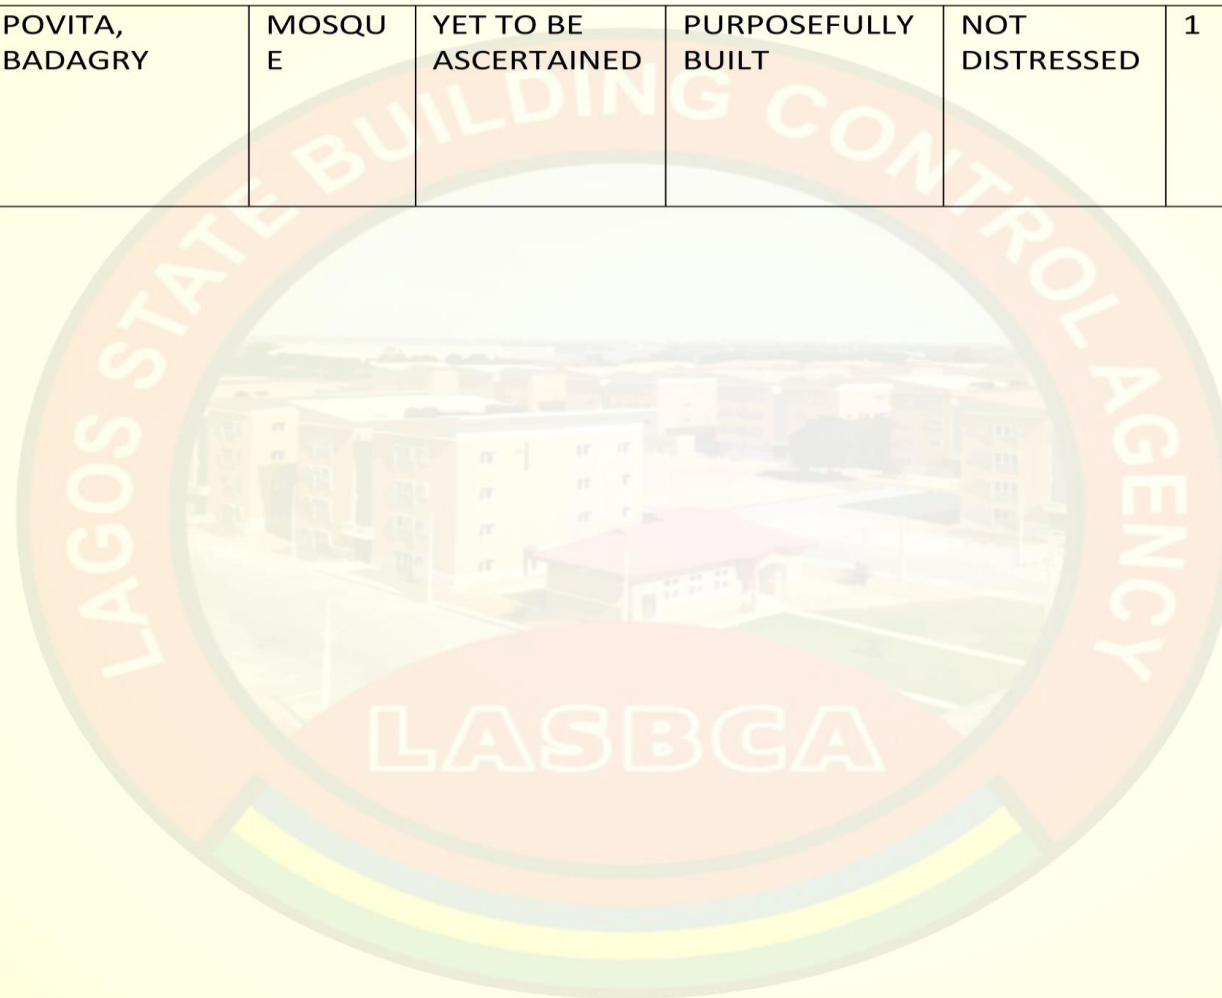 POVITA, MOSQU YET TO BE PURPOSEFULLY NOT 1
BADAGRY E ASCERTAINED BUILT DISTRESSED
LAGOS STATE BUILDING CONTROL AGENCY
LASBCA